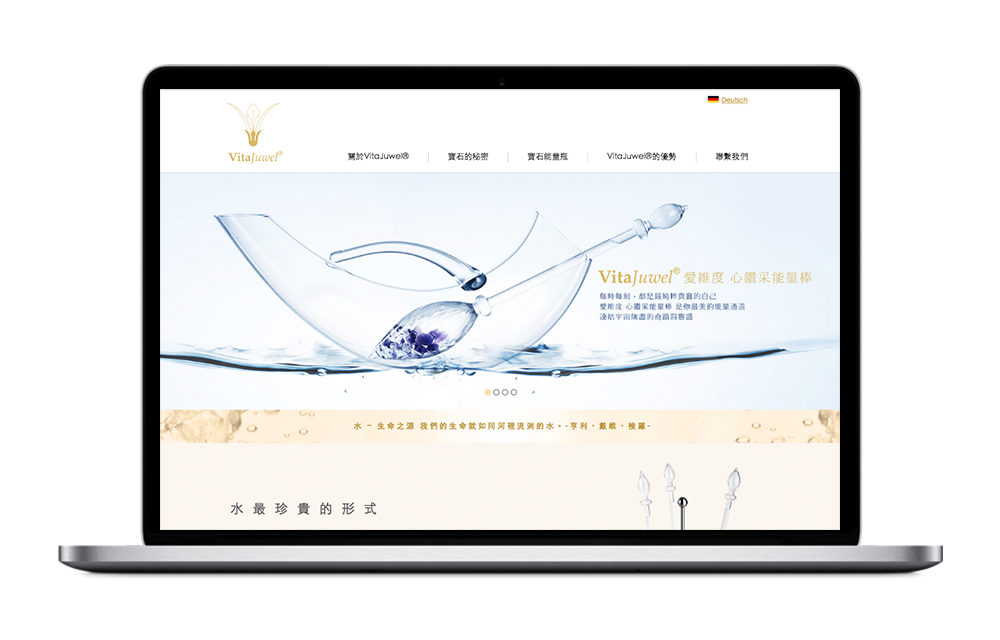 Deutsch
VitaJuwel®
關於VitaJuwel®
寶石的秘密
寶石能量瓶
VitaJuwel®的優勢
聯繫我們
VitaJuwel® 愛維度 心鑽采能量棒
每時每刻,都是最純粹真實的自己
愛維度 心鑽采能量棒 是你最美的能量通道
連結宇宙無盡的奇蹟與豐盛
水 - 生命之源 我們的生命就如同河裡流淌的水。-亨利・戴維・梭羅-
水最珍貴的形式